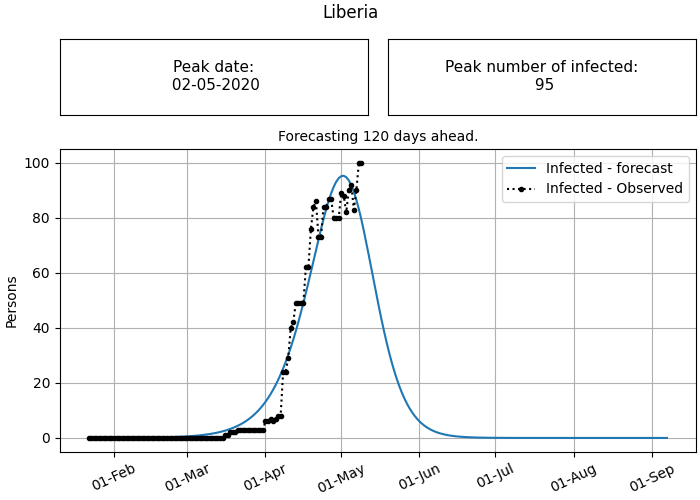 Liberia
Peak date:
02-05-2020
Peak number of infected:
95
Forecasting 120 days ahead.
100
80
60
40
20
0
Persons
Infected - forecast
Infected - Observed
01-Feb
01-Mar
01-Apr
01-May
01-Jun
01-Jul
01-Aug
01-Sep